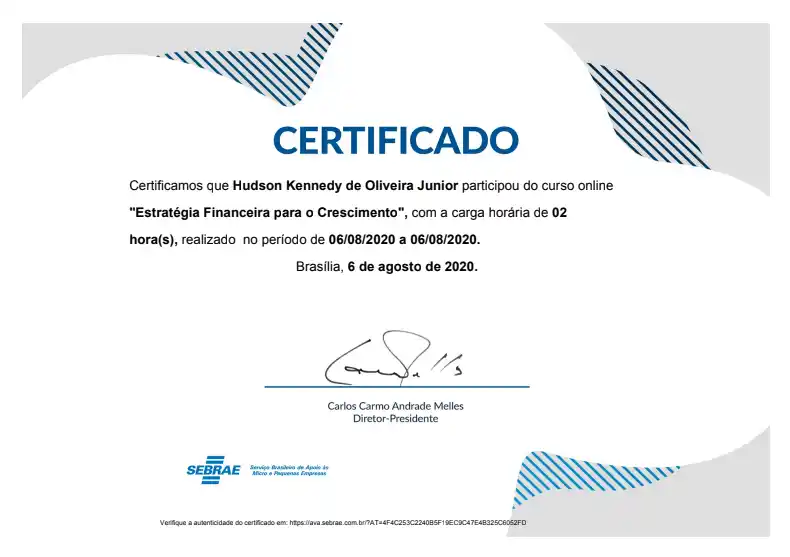 CERTIFICADO
Certificamos que Hudson Kennedy de Oliveira Junior participou do curso online
"Estratégia Financeira para o Crescimento", com a carga horária de 02
hora(s), realizado no período de 06/08/2020 a 06/08/2020.
Brasília, 6 de agosto de 2020.
Carlos Carmo Andrade Melles
Diretor-Presidente
SEBRAE
Serviço Brasileiro de Apoio às
Micro e Pequenas Empresas
Verifique a autenticidade do certificado em: https://ava.sebrae.com.br/?AT=4F4C253C2240B5F19EC9C47E4B325C6052FD